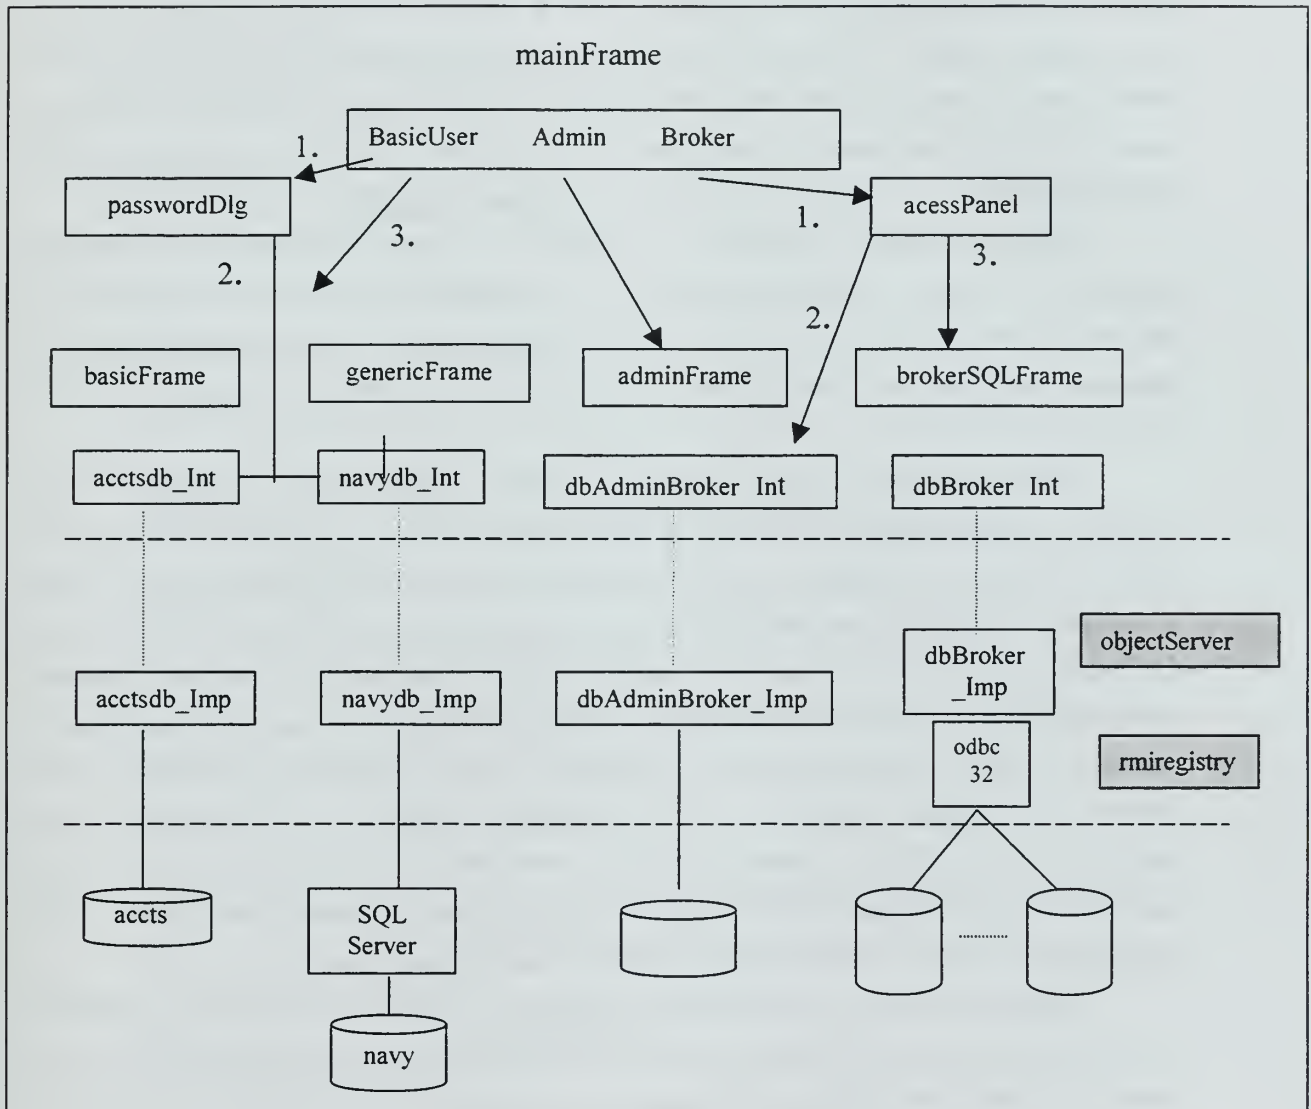 mainFrame
BasicUser Admin Broker
1.
passwordDlg
acessPanel
1.
3.
3.
2.
2.
basicFrame
genericFrame
adminFrame
brokerSQLFrame
acctsdb_Int
navydb_Int
dbAdminBroker Int
dbBroker Int
objectServer
dbBroker
_Imp
acctsdb_Imp
navydb_Imp
dbAdminBroker_Imp
odbc
32
rmiregistry
accts
SQL
Server
navy